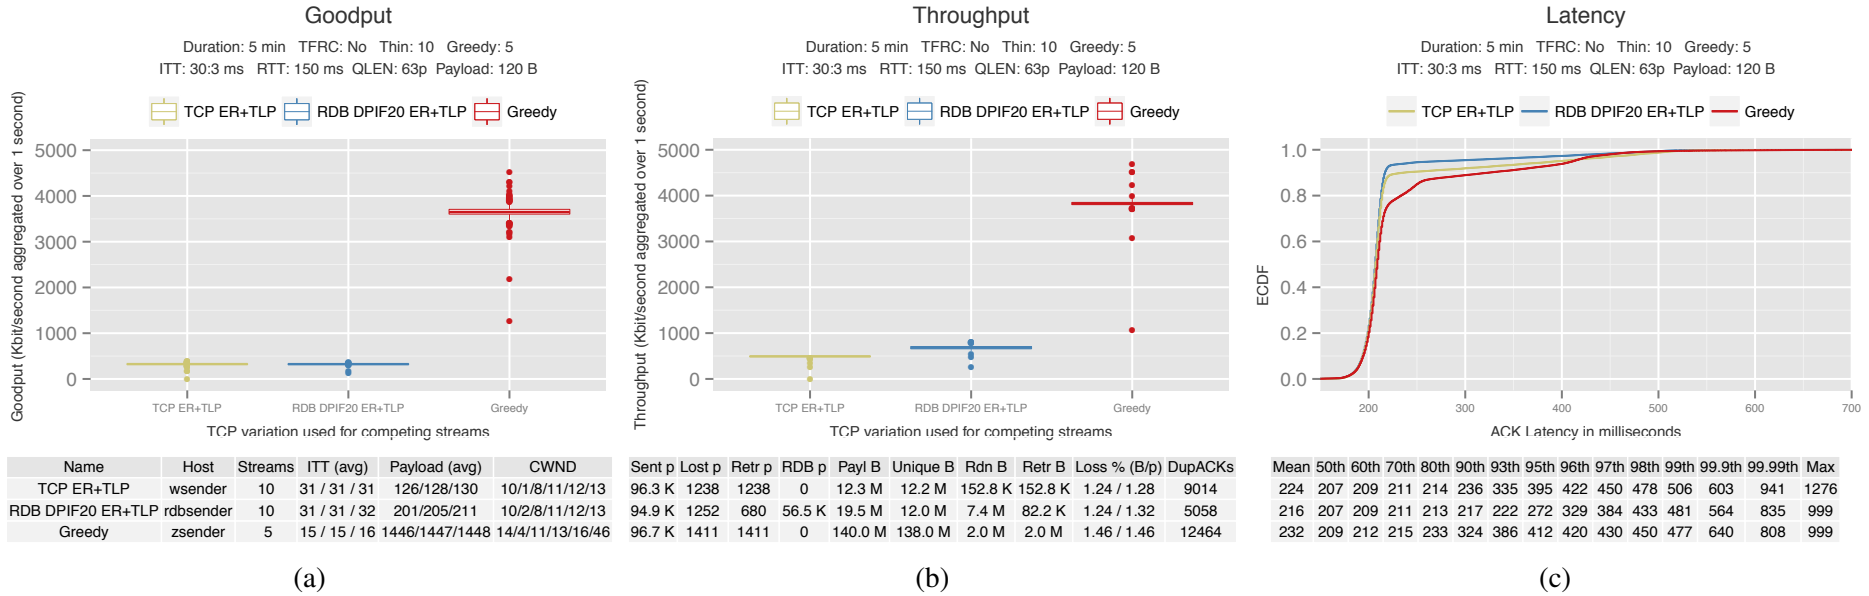 Goodput
Duration: 5 min TFRC: No Thin: 10 Greedy: 5
ITT: 30:3 ms RTT: 150 ms QLEN: 63p Payload: 120 B
TCP ER+TLP RDB DPIF20 ER+TLP Greedy
Goodput (Kbit/second aggregated over 1 second)
5000
4000
3000
2000
1000
0
TCP ER+TLP RDB DPIF20 ER+TLP Greedy
TCP variation used for competing streams
Name Host Streams ITT (avg) Payload (avg) CWND
TCP ER+TLP wsender 10 31 / 31 / 31 126/128/130 10/1/8/11/12/13
RDB DPIF20 ER+TLP rdbsender 10 31 / 31 / 32 201/205/211 10/2/8/11/12/13
Greedy zsender 5 15 / 15 / 16 1446/1447/1448 14/4/11/13/16/46
(a)
Throughput
Duration: 5 min TFRC: No Thin: 10 Greedy: 5
ITT: 30:3 ms RTT: 150 ms QLEN: 63p Payload: 120 B
TCP ER+TLP RDB DPIF20 ER+TLP Greedy
Throughput (Kbit/second aggregated over 1 second)
5000
4000
3000
2000
1000
0
TCP ER+TLP RDB DPIF20 ER+TLP Greedy
TCP variation used for competing streams
Sent p Lost p Retr p RDB p Payl B Unique B Rdn B Retr B Loss % (B/p) DupACKs
96.3 K 1238 1238 0 12.3 M 12.2 M 152.8 K 152.8 K 1.24 / 1.28 9014
94.9 K 1252 680 56.5 K 19.5 M 12.0 M 7.4 M 82.2 K 1.24 / 1.32 5058
96.7 K 1411 1411 0 140.0 M 138.0 M 2.0 M 2.0 M 1.46 / 1.46 12464
(b)
Latency
Duration: 5 min TFRC: No Thin: 10 Greedy: 5
ITT: 30:3 ms RTT: 150 ms QLEN: 63p Payload: 120 B
TCP ER+TLP RDB DPIF20 ER+TLP Greedy
ECDF
1.0
0.8
0.6
0.4
0.2
0.0
200 300 400 500 600 700
ACK Latency in milliseconds
Mean 50th 60th 70th 80th 90th 93th 95th 96th 97th 98th 99th 99.9th 99.99th Max
224 207 209 211 214 236 335 395 422 450 478 506 603 941 1276
216 207 209 211 213 217 222 272 329 384 433 481 564 835 999
232 209 212 215 233 324 386 412 420 430 450 477 640 808 999
(c)